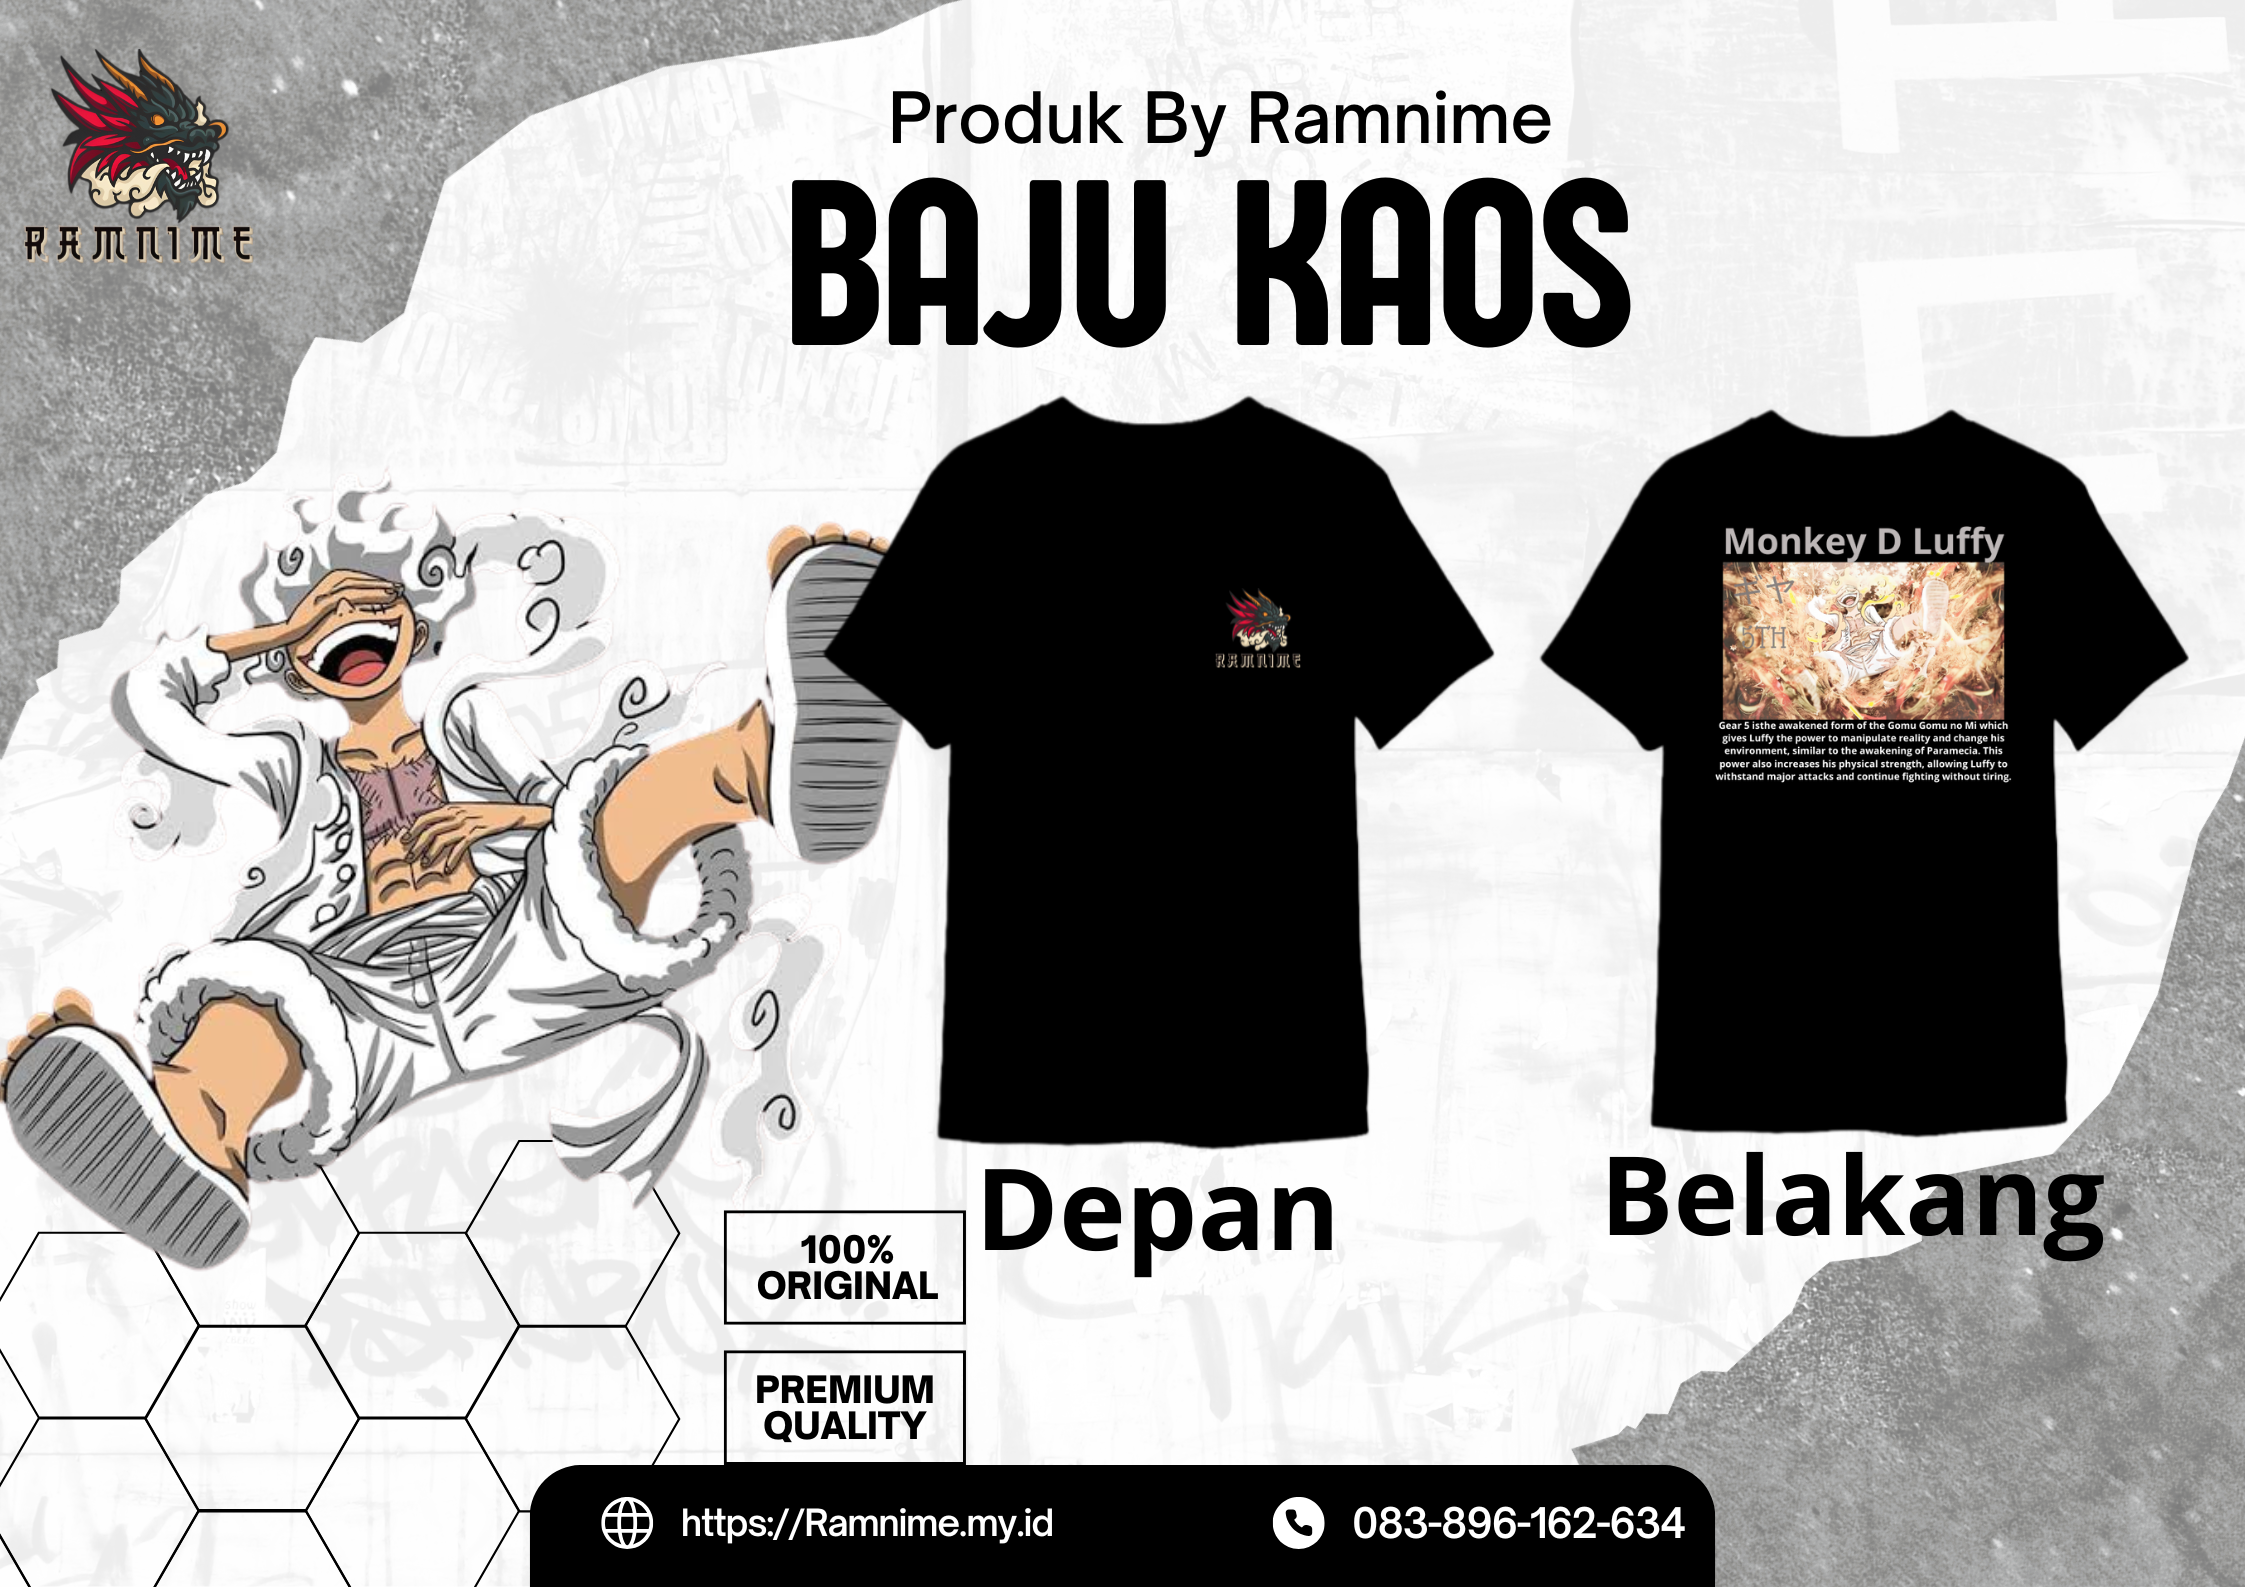 RAMNIME
Produk By Ramnime
BAJU KAOS
RAMNIME
Monkey D Luffy
ギヤ
5TH
Gear 5 isthe awakened form of the Gomu Gomu no Mi which
gives Luffy the power to manipulate reality and change his
environment, similar to the awakening of Paramecia. This
power also increases his physical strength, allowing Luffy to
withstand major attacks and continue fighting without tiring.
Depan
Belakang
100%
ORIGINAL
PREMIUM
QUALITY
https://Ramnime.my.id
083-896-162-634